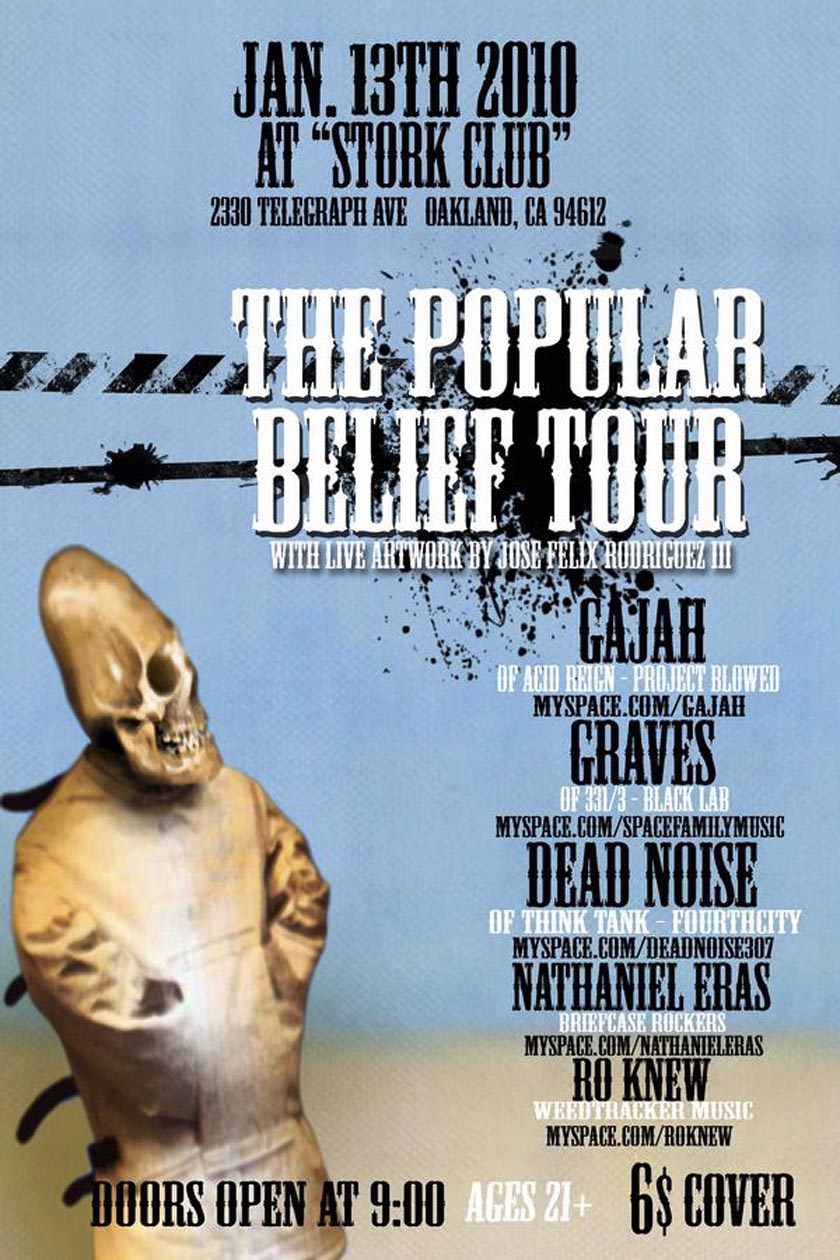 JAN. 13TH 2010
AT “STORK CLUB”
2330 TELEGRAPH AVE OAKLAND, CA 94612
THE POPULAR
BELIEF TOUR
WITH LIVE ARTWORK BY JOSE FELIX RODRIGUEZ III
GAJAH
OF ACID REIGN - PROJECT BLOWED
MYSPACE.COM/GAJAH
GRAVES
OF 331/3 - BLACK LAB
MYSPACE.COM/SPACEFAMILYMUSIC
DEAD NOISE
OF THINK TANK - FOURTHCITY
MYSPACE.COM/DEADNOISE307
NATHANIEL ERAS
BRIEFCASE ROCKERS
MYSPACE.COM/NATHANIELERAS
RO KNEW
WEEDTRACKER MUSIC
MYSPACE.COM/ROKNEW
DOORS OPEN AT 9:00 AGES 21+ 6$ COVER